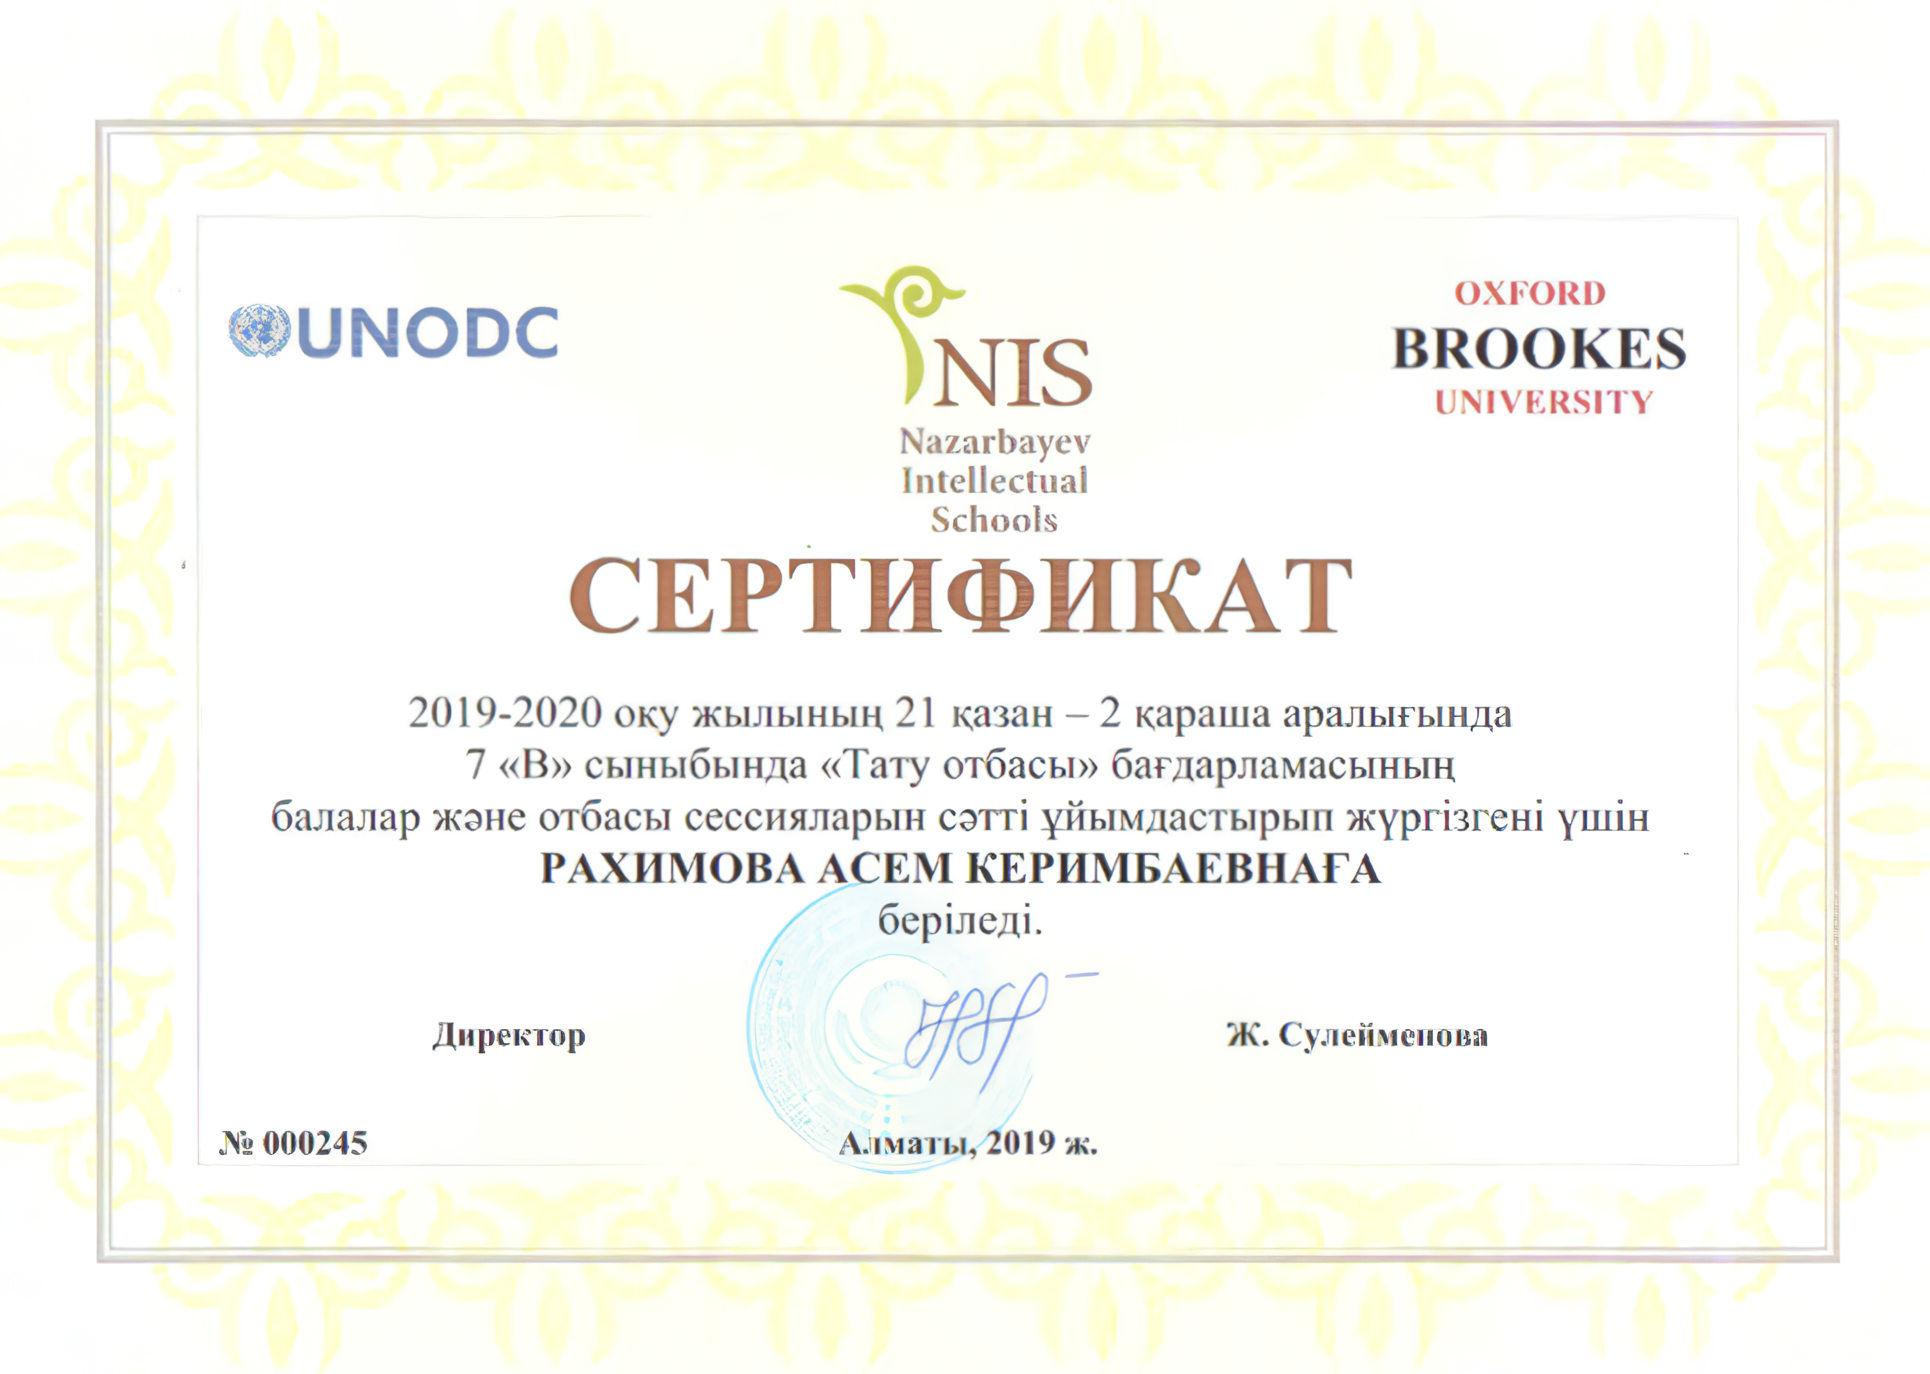 UNODC
NIS
Nazarbayev
Intellectual
Schools
OXFORD
BROOKES
UNIVERSITY
СЕРТИФИКАТ
2019-2020 оқу жылының 21 қазан – 2 қараша аралығында
7 «В» сыныбында «Тату отбасы» бағдарламасының
балалар және отбасы сессияларын сәтті ұйымдастырып жүргізгені үшін
РАХИМОВА АСЕМ КЕРИМБАЕВНАҒА
беріледі.
Директор
Ж. Сулейменова
№ 000245
Алматы, 2019 ж.